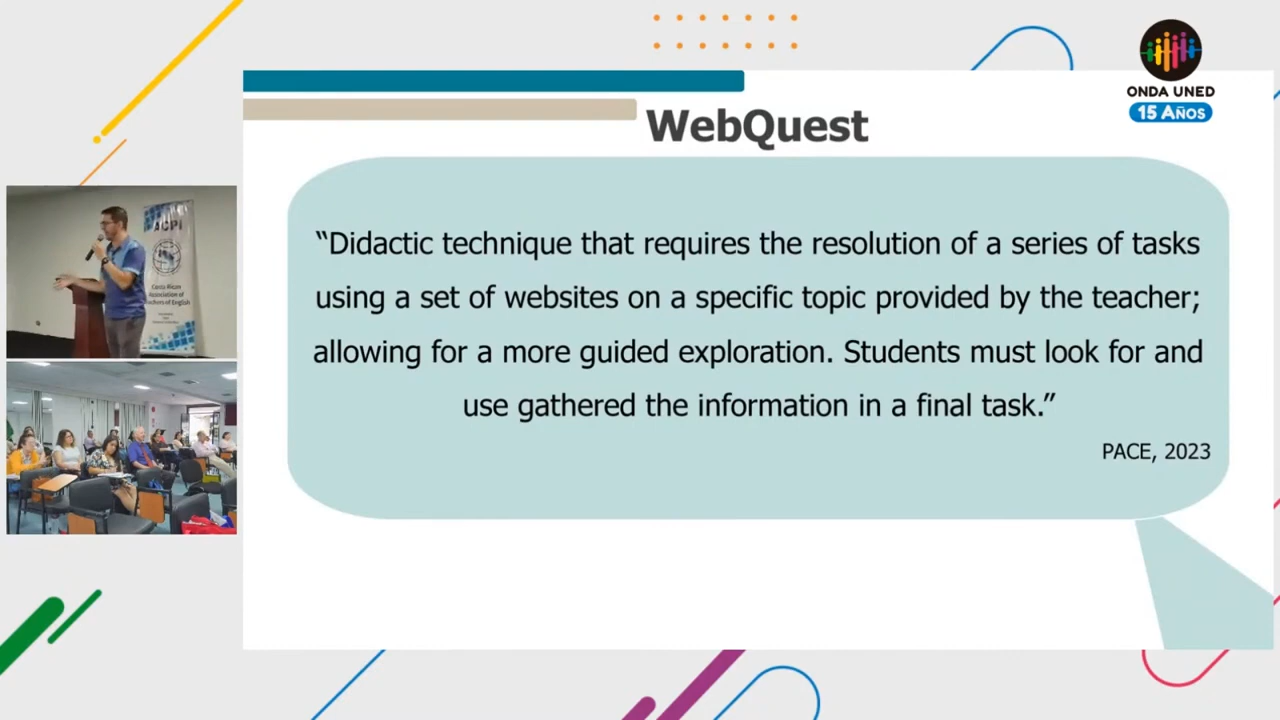 ONDA UNED
15 AÑOS
WebQuest
“Didactic technique that requires the resolution of a series of tasks
using a set of websites on a specific topic provided by the teacher;
allowing for a more guided exploration. Students must look for and
use gathered the information in a final task.”
PACE, 2023
ACPI
Costa Rican
Association of
Teachers of English